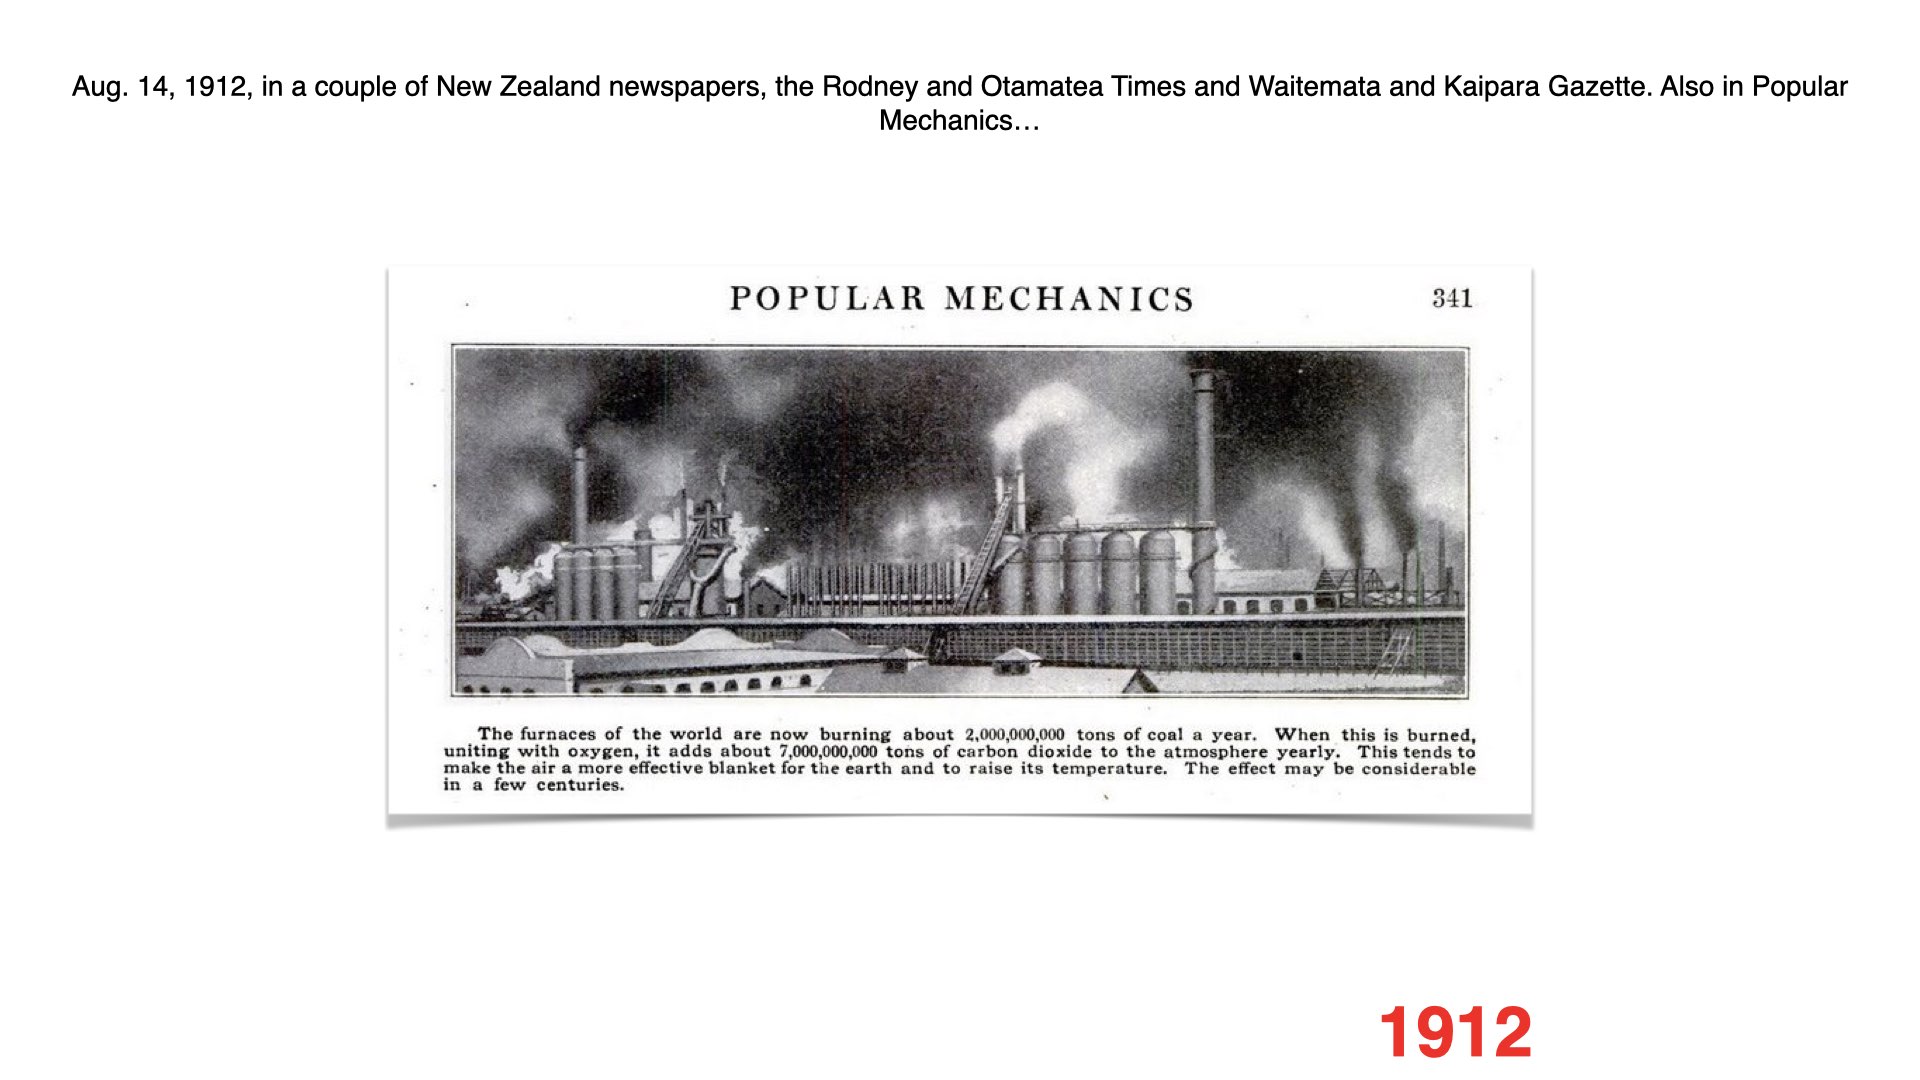 Aug. 14, 1912, in a couple of New Zealand newspapers, the Rodney and Otamatea Times and Waitemata and Kaipara Gazette. Also in Popular
Mechanics…
POPULAR MECHANICS 341
The furnaces of the world are now burning about 2,000,000,000 tons of coal a year. When this is burned,
uniting with oxygen, it adds about 7,000,000,000 tons of carbon dioxide to the atmosphere yearly. This tends to
make the air a more effective blanket for the earth and to raise its temperature. The effect may be considerable
in a few centuries.
1912